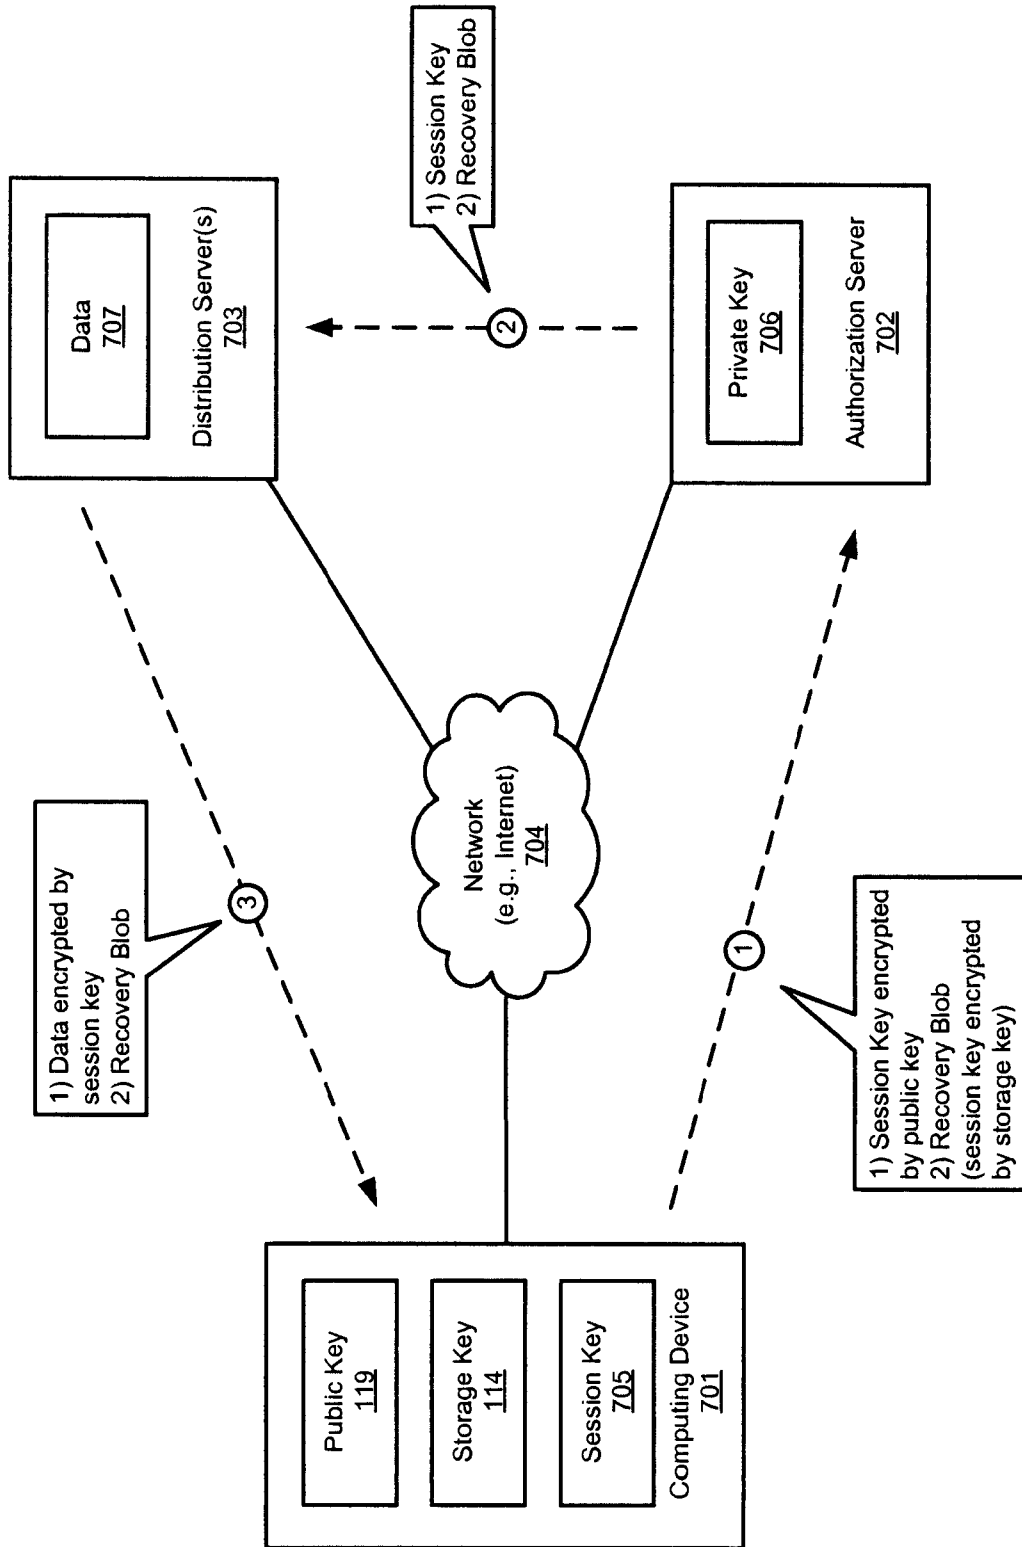 1) Data encrypted by
session key
2) Recovery Blob
3
Data
707
Distribution Server(s)
703
1) Session Key
2) Recovery Blob
2
Public Key
119
Storage Key
114
Session Key
705
Computing Device
701
Network
(e.g., Internet)
704
Private Key
706
Authorization Server
702
1
1) Session Key encrypted
by public key
2) Recovery Blob
(session key encrypted
by storage key)